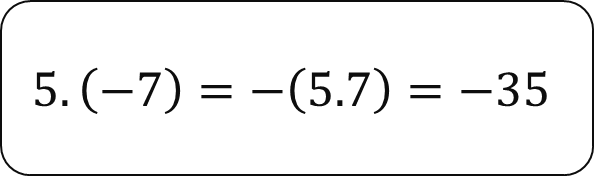 5. (−7) = −(5.7) = −35